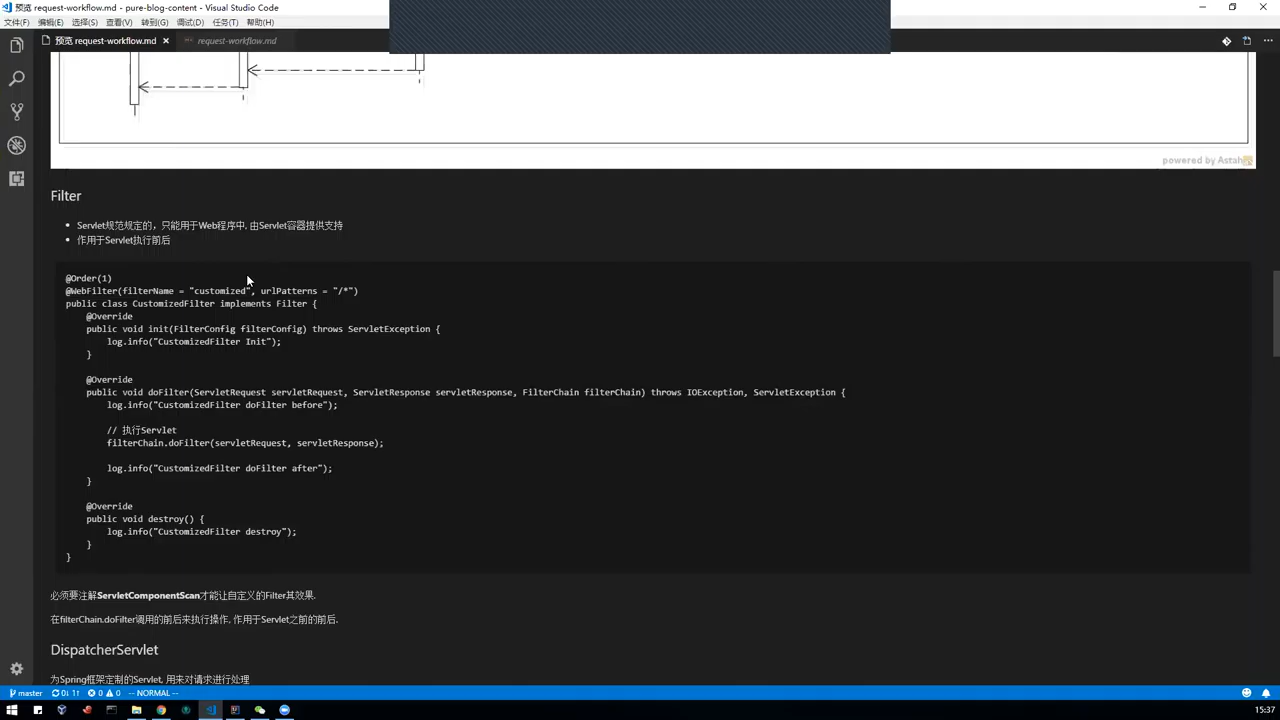 预览 request-workflow.md - pure-blog-content - Visual Studio Code
文件(F) 编辑(E) 选择(S) 查看(V) 转到(G) 调试(D) 任务(T) 帮助(H)
预览 request-workflow.md × request-workflow.md
powered by Astah
Filter
Servlet规范规定的，只能用于Web程序中, 由Servlet容器提供支持
作用于Servlet执行前后
@Order(1)
@WebFilter(filterName = "customized", urlPatterns = "/*")
public class CustomizedFilter implements Filter {
@Override
public void init(FilterConfig filterConfig) throws ServletException {
log.info("CustomizedFilter Init");
}
@Override
public void doFilter(ServletRequest servletRequest, ServletResponse servletResponse, FilterChain filterChain) throws IOException, ServletException {
log.info("CustomizedFilter doFilter before");
// 执行Servlet
filterChain.doFilter(servletRequest, servletResponse);
log.info("CustomizedFilter doFilter after");
}
@Override
public void destroy() {
log.info("CustomizedFilter destroy");
}
}
必须要注解ServletComponentScan才能让自定义的Filter其效果.
在filterChain.doFilter调用的前后来执行操作, 作用于Servlet之前的前后.
DispatcherServlet
为Spring框架定制的Servlet, 用来对请求进行处理
master 0↓ 1↑ 0 0 -- NORMAL --
15:37